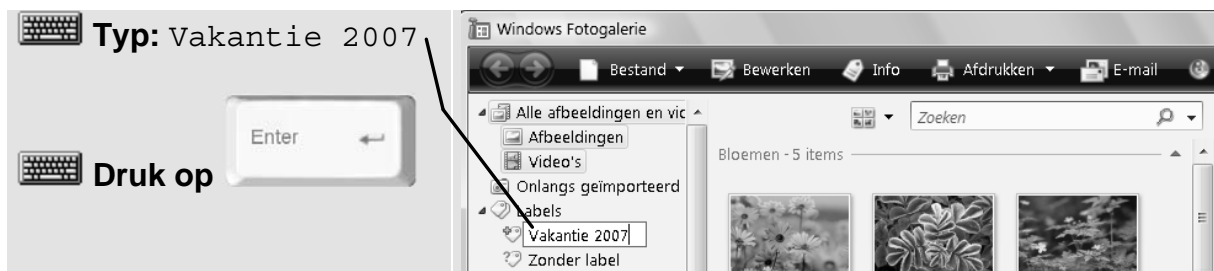 Typ: Vakantie 2007
Enter
Druk op
Windows Fotogalerie
Bestand Bewerken Info Afdrukken E-mail
Alle afbeeldingen en vid
Zoeken
Afbeeldingen
Video's
Bloemen - 5 items
Onlangs geïmporteerd
Labels
Vakantie 2007
Zonder label